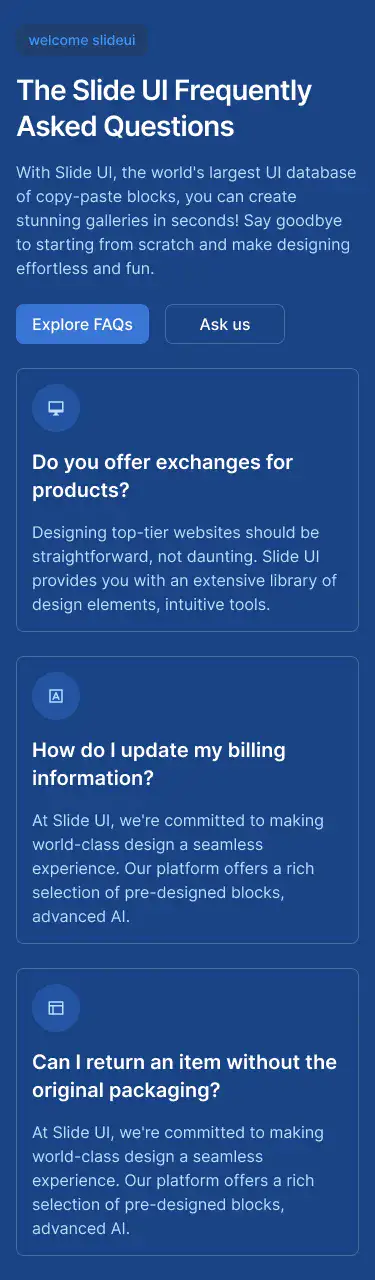 welcome slideui
The Slide UI Frequently
Asked Questions
With Slide UI, the world's largest UI database
of copy-paste blocks, you can create
stunning galleries in seconds! Say goodbye
to starting from scratch and make designing
effortless and fun.
Explore FAQs
Ask us
Do you offer exchanges for
products?
Designing top-tier websites should be
straightforward, not daunting. Slide UI
provides you with an extensive library of
design elements, intuitive tools.
How do I update my billing
information?
At Slide UI, we're committed to making
world-class design a seamless
experience. Our platform offers a rich
selection of pre-designed blocks,
advanced AI.
Can I return an item without the
original packaging?
At Slide UI, we're committed to making
world-class design a seamless
experience. Our platform offers a rich
selection of pre-designed blocks,
advanced AI.